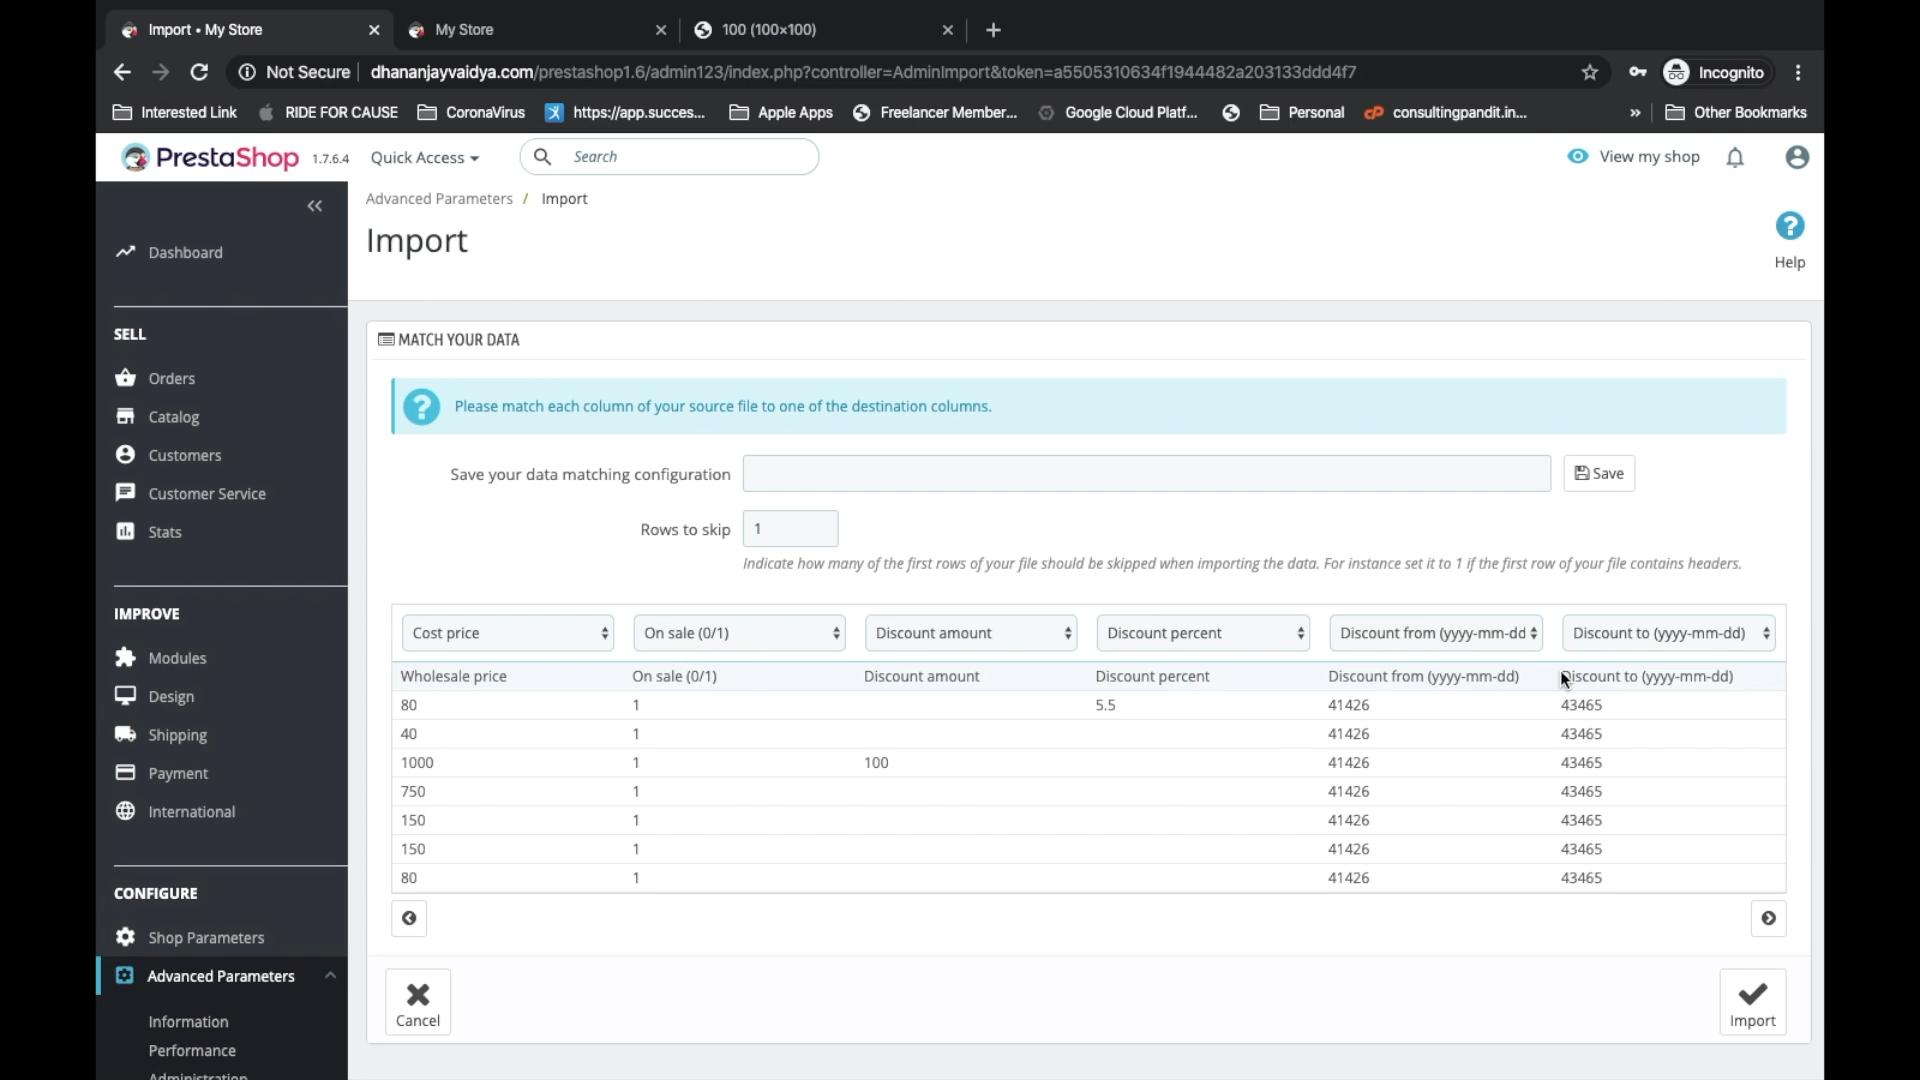 Import • My Store
My Store
100 (100×100)
Not Secure
dhananjayvaidya.com/prestashop1.6/admin123/index.php?controller=AdminImport&token=a5505310634f1944482a203133ddd4f7
Incognito
Interested Link
RIDE FOR CAUSE
CoronaVirus
https://app.succes...
Apple Apps
Freelancer Member...
Google Cloud Platf...
Personal
consultingpandit.in...
»
Other Bookmarks
PrestaShop 1.7.6.4
Quick Access
Search
View my shop
Advanced Parameters / Import
Import
Help
Dashboard
SELL
Orders
Catalog
Customers
Customer Service
Stats
IMPROVE
Modules
Design
Shipping
Payment
International
CONFIGURE
Shop Parameters
Advanced Parameters
Information
Performance
Administration
MATCH YOUR DATA
Please match each column of your source file to one of the destination columns.
Save your data matching configuration
Save
Rows to skip 1
Indicate how many of the first rows of your file should be skipped when importing the data. For instance set it to 1 if the first row of your file contains headers.
Cost price On sale (0/1) Discount amount Discount percent Discount from (yyyy-mm-dd Discount to (yyyy-mm-dd)
Wholesale price On sale (0/1) Discount amount Discount percent Discount from (yyyy-mm-dd) Discount to (yyyy-mm-dd)
80 1 5.5 41426 43465
40 1 41426 43465
1000 1 100 41426 43465
750 1 41426 43465
150 1 41426 43465
150 1 41426 43465
80 1 41426 43465
Cancel
Import